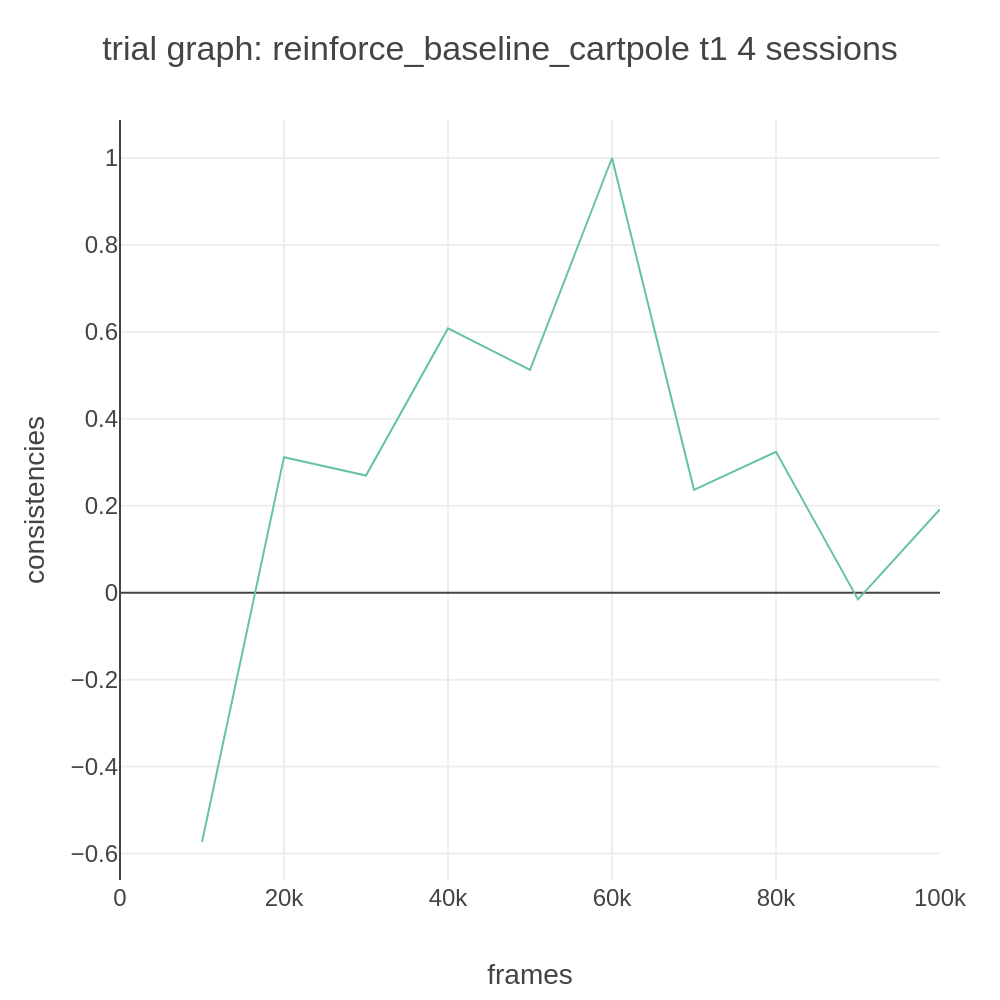 trial graph: reinforce_baseline_cartpole t1 4 sessions
consistencies
1
0.8
0.6
0.4
0.2
0
−0.2
−0.4
−0.6
0
20k
40k
60k
80k
100k
frames